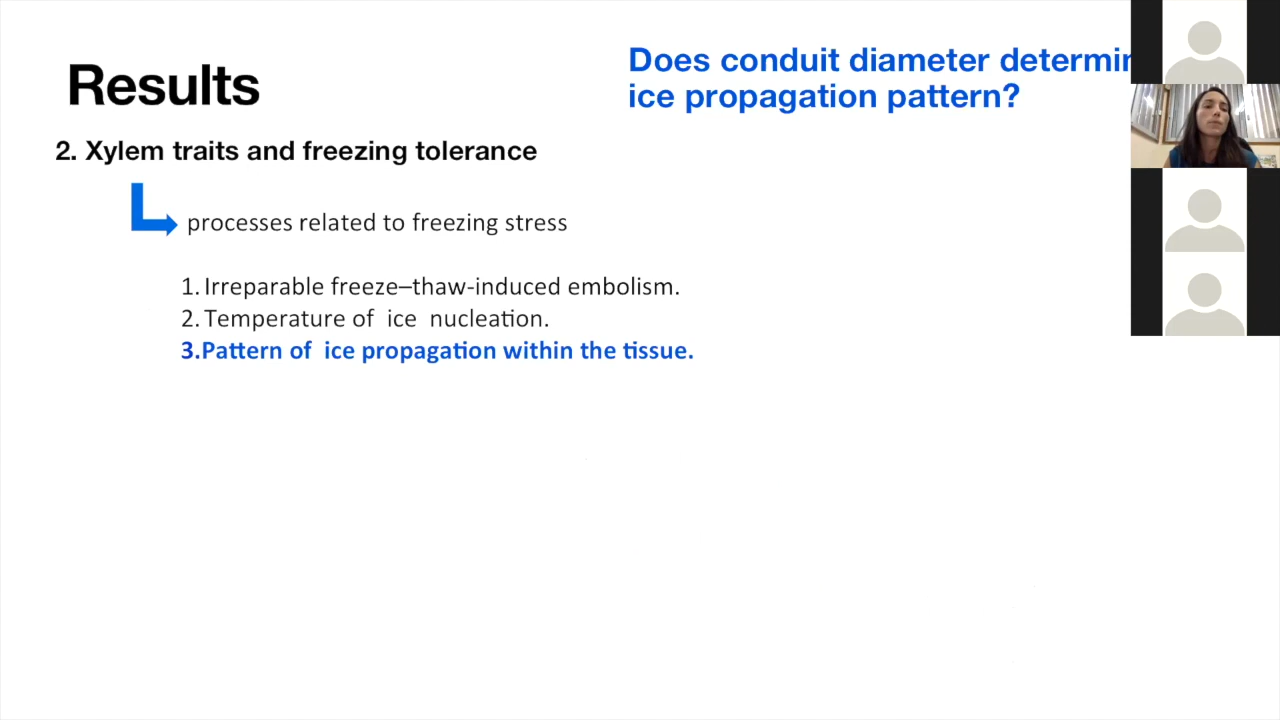 Results
Does conduit diameter determin
ice propagation pattern?
2. Xylem traits and freezing tolerance
processes related to freezing stress
1. Irreparable freeze–thaw-induced embolism.
2. Temperature of ice nucleation.
3.Pattern of ice propagation within the tissue.